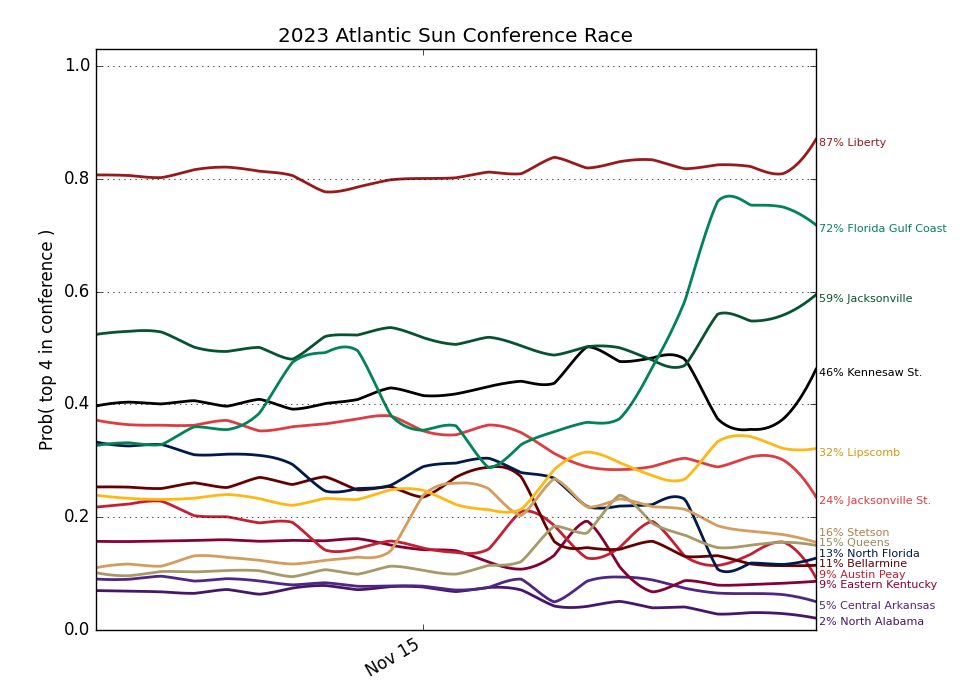 2023 Atlantic Sun Conference Race
Prob( top 4 in conference )
1.0
0.8
0.6
0.4
0.2
0.0
Nov 15
87% Liberty
72% Florida Gulf Coast
59% Jacksonville
46% Kennesaw St.
32% Lipscomb
24% Jacksonville St.
16% Stetson
15% Queens
13% North Florida
11% Bellarmine
9% Austin Peay
9% Eastern Kentucky
5% Central Arkansas
2% North Alabama